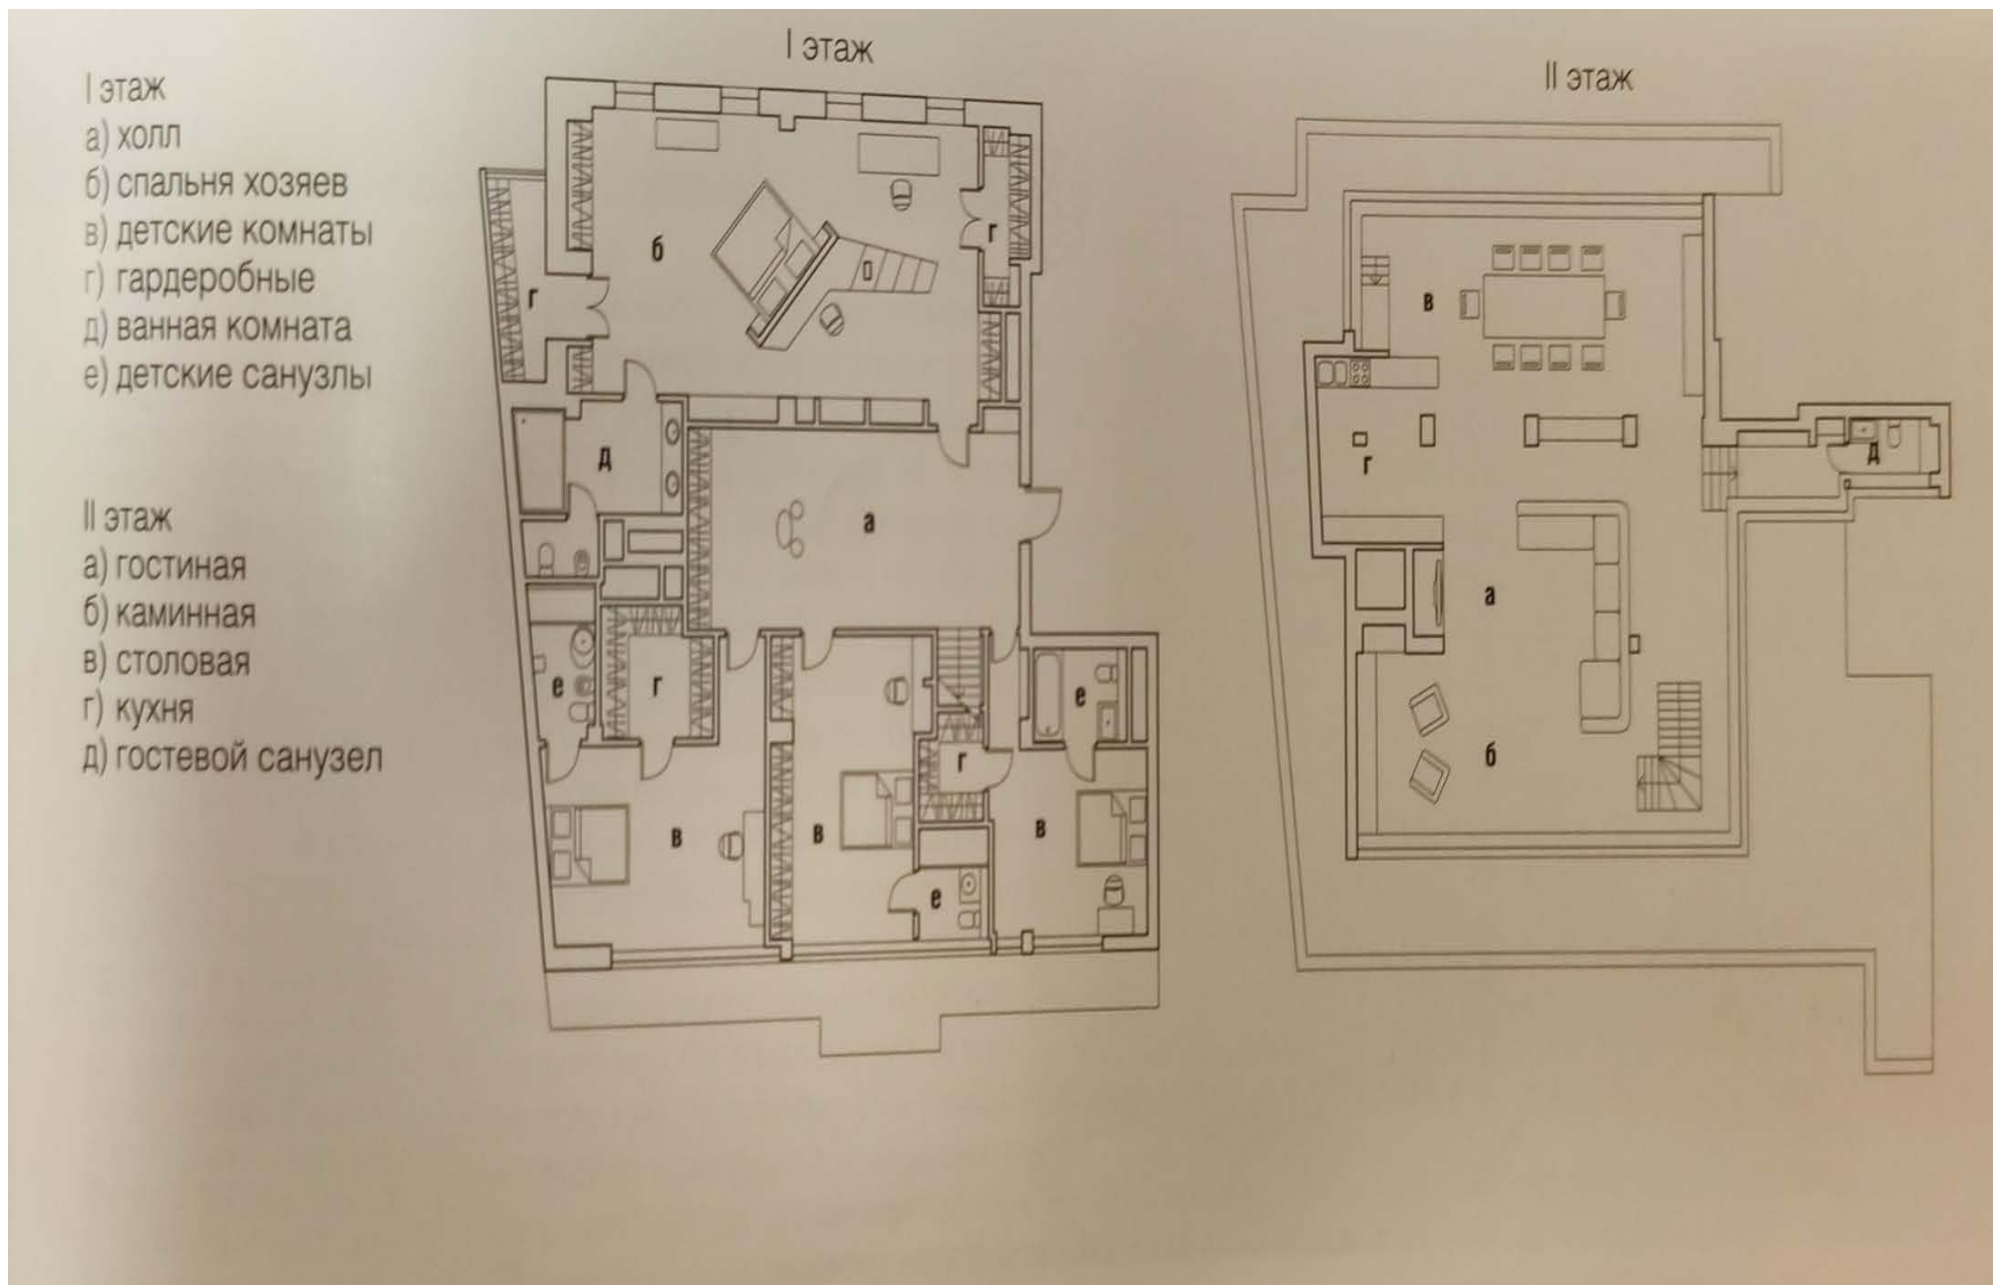 I этаж
а) холл
б) спальня хозяев
в) детские комнаты
г) гардеробные
д) ванная комната
е) детские санузлы
II этаж
а) гостиная
б) каминная
в) столовая
г) кухня
д) гостевой санузел
I этаж
б
г
г
д
а
е
г
е
г
в
в
в
е
II этаж
в
г
д
а
б